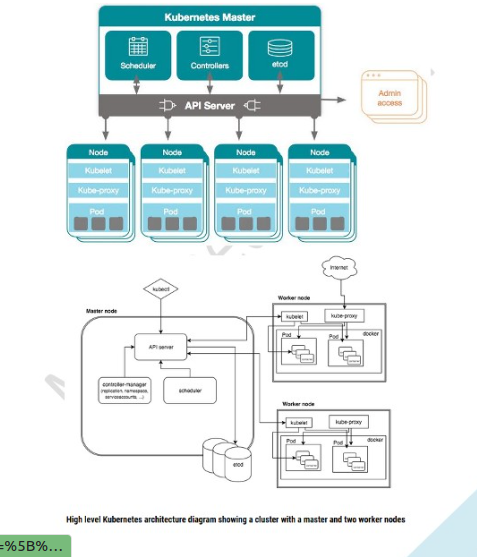 Kubernetes Master
Scheduler
Controllers
etcd
API Server
Admin
access
Node Node Node Node
Kubelet Kubelet Kubelet Kubelet
Kube-proxy Kube-proxy Kube-proxy Kube-proxy
Pod Pod Pod Pod
Internet
kubectl
Worker node
Master node
kubelet
kube-proxy
docker
Pod
Pod
API-server
controller-manager
(replication, namespace,
serviceaccounts, ...)
scheduler
etcd
Worker node
kubelet
kube-proxy
docker
Pod
Pod
High level Kubernetes architecture diagram showing a cluster with a master and two worker nodes
=%5B%...